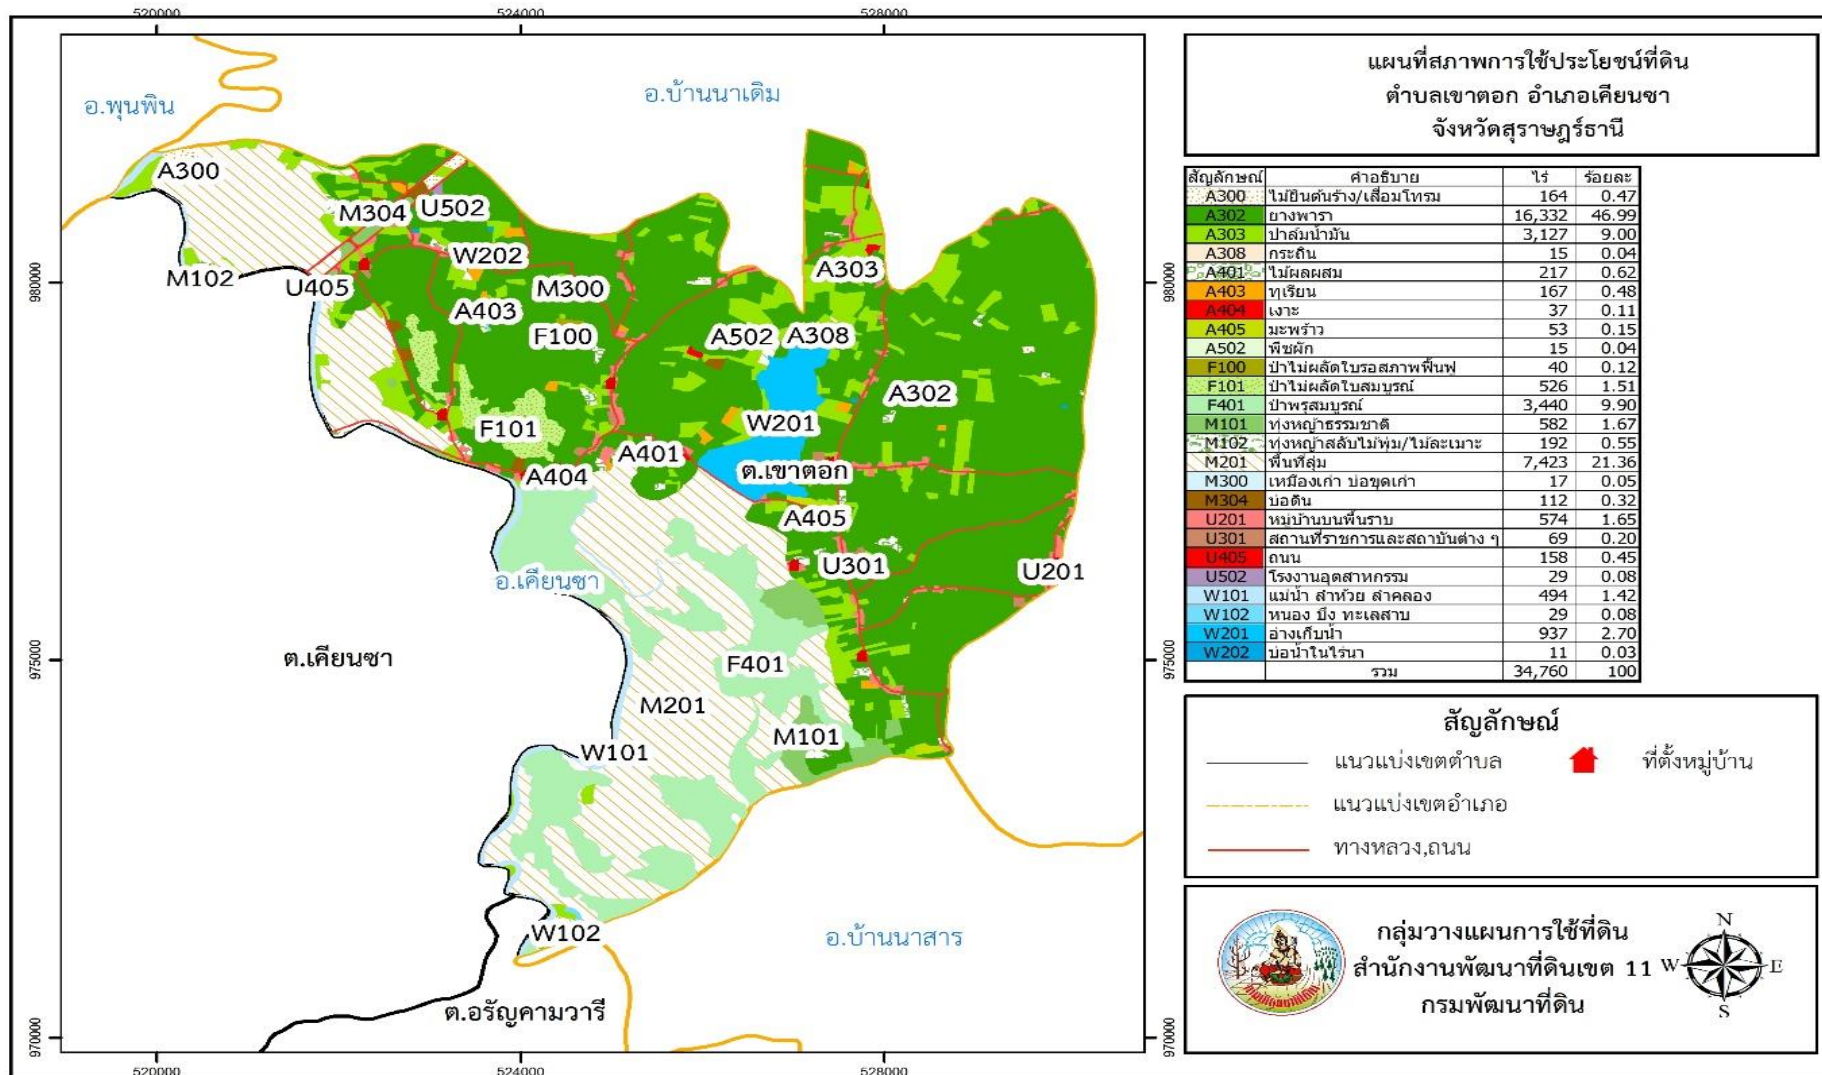 520000 524000 528000
แผนที่สภาพการใช้ประโยชน์ที่ดิน
ตำบลเขาตอก อำเภอเคียนซา
จังหวัดสุราษฎร์ธานี
อ.พุนพิน
อ.บ้านนาเดิม
A300
M304
U502
W202
M102
U405
M300
A303
A403
F100
A502
A308
A302
F101
W201
A401
ต.เขาตอก
A404
A405
อ.เคียนซา
U301
U201
ต.เคียนซา
F401
M201
M101
W101
W102
อ.บ้านนาสาร
ต.อรัญคามวารี
980000
975000
970000
980000
975000
970000
520000 524000 528000
สัญลักษณ์ คำอธิบาย ไร่ ร้อยละ
A300 ไม้ยืนต้นร้าง/เสื่อมโทรม 164 0.47
A302 ยางพารา 16,332 46.99
A303 ปาล์มน้ำมัน 3,127 9.00
A308 กระถิน 15 0.04
A401 ไม้ผลผสม 217 0.62
A403 ทุเรียน 167 0.48
A404 เงาะ 37 0.11
A405 มะพร้าว 53 0.15
A502 พืชผัก 15 0.04
F100 ป่าไม่ผลัดใบรอสภาพฟื้นฟู 40 0.12
F101 ป่าไม่ผลัดใบสมบูรณ์ 526 1.51
F401 ป่าพรุสมบูรณ์ 3,440 9.90
M101 ทุ่งหญ้าธรรมชาติ 582 1.67
M102 ทุ่งหญ้าสลับไม้พุ่ม/ไม้ละเมาะ 192 0.55
M201 พื้นที่ลุ่ม 7,423 21.36
M300 เหมืองเก่า บ่อขุดเก่า 17 0.05
M304 บ่อดิน 112 0.32
U201 หมู่บ้านบนพื้นราบ 574 1.65
U301 สถานที่ราชการและสถาบันต่าง ๆ 69 0.20
U405 ถนน 158 0.45
U502 โรงงานอุตสาหกรรม 29 0.08
W101 แม่น้ำ ลำห้วย ลำคลอง 494 1.42
W102 หนอง บึง ทะเลสาบ 29 0.08
W201 อ่างเก็บน้ำ 937 2.70
W202 บ่อน้ำในไร่นา 11 0.03
รวม 34,760 100
สัญลักษณ์
แนวแบ่งเขตตำบล ที่ตั้งหมู่บ้าน
แนวแบ่งเขตอำเภอ
ทางหลวง,ถนน
กรมพัฒนาที่ดิน
กลุ่มวางแผนการใช้ที่ดิน
สำนักงานพัฒนาที่ดินเขต 11
กรมพัฒนาที่ดิน
N
W E
S